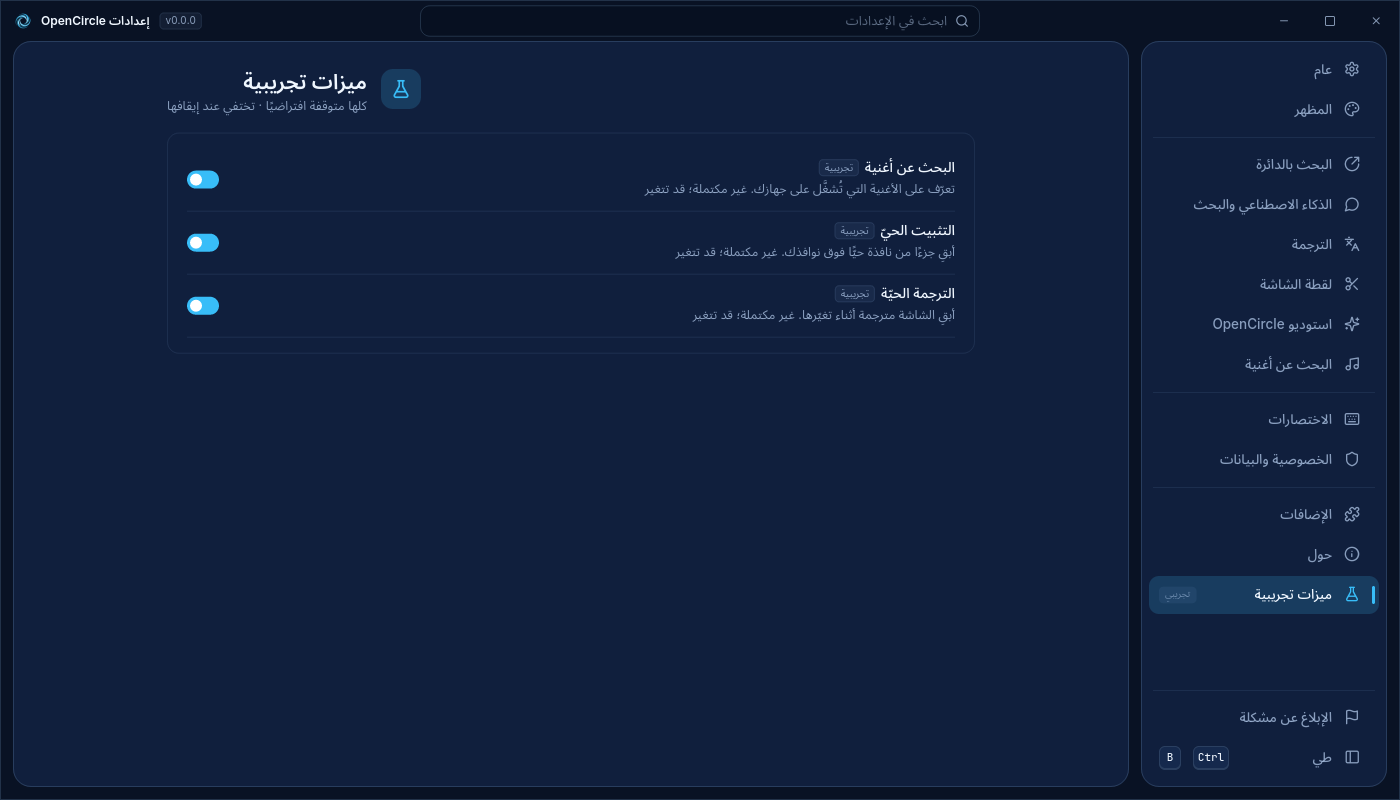 إعدادات OpenCircle
v0.0.0
ابحث في الإعدادات
عام
المظهر
البحث بالدائرة
الذكاء الاصطناعي والبحث
الترجمة
لقطة الشاشة
استوديو OpenCircle
البحث عن أغنية
الاختصارات
الخصوصية والبيانات
الإضافات
حول
ميزات تجريبية تجريبي
الإبلاغ عن مشكلة
طي Ctrl B
ميزات تجريبية
كلها متوقفة افتراضيًا · تختفي عند إيقافها
البحث عن أغنية تجريبية
تعرّف على الأغنية التي تُشغَّل على جهازك. غير مكتملة؛ قد تتغير
التثبيت الحيّ تجريبية
أبقِ جزءًا من نافذة حيًّا فوق نوافذك. غير مكتملة؛ قد تتغير
الترجمة الحيّة تجريبية
أبقِ الشاشة مترجمة أثناء تغيّرها. غير مكتملة؛ قد تتغير